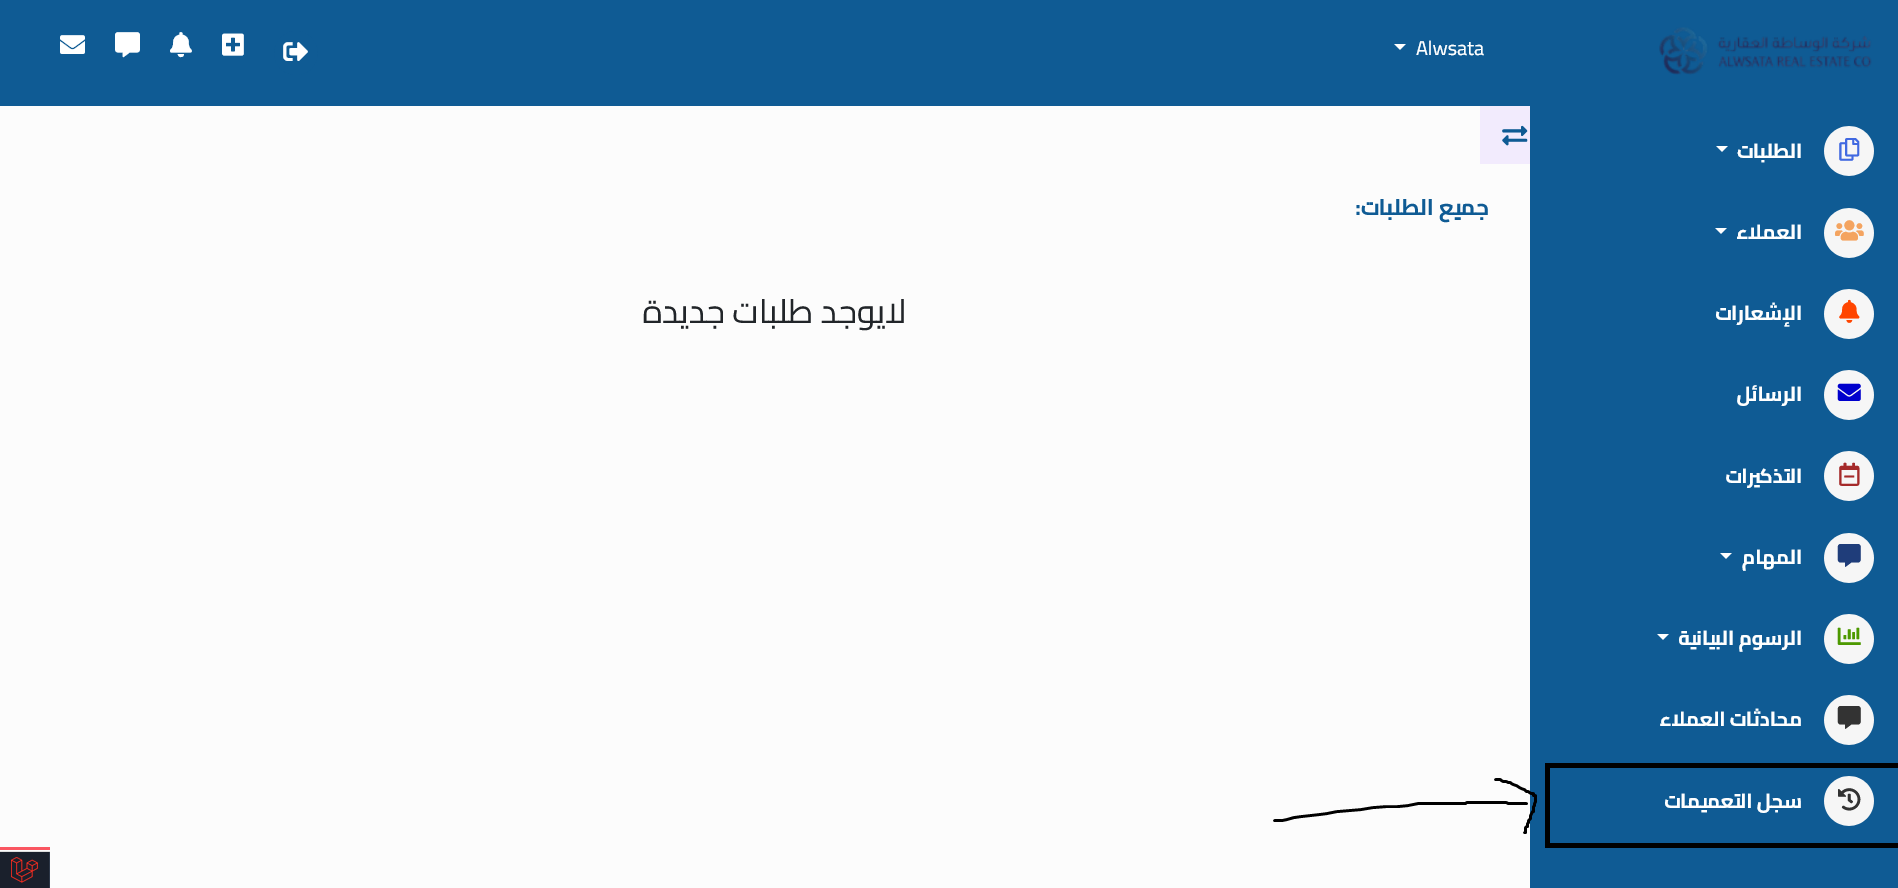 شركة الوساطة العقارية
ALWSATA REAL ESTATE CO
Alwsata
الطلبات
العملاء
الإشعارات
الرسائل
التذكيرات
المهام
الرسوم البيانية
محادثات العملاء
سجل التعميمات
جميع الطلبات:
لايوجد طلبات جديدة